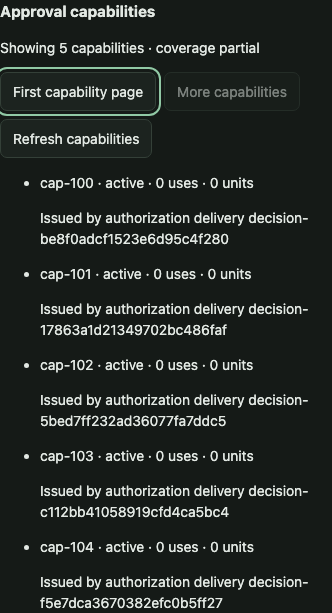 Approval capabilities
Showing 5 capabilities · coverage partial
First capability page
More capabilities
Refresh capabilities
• cap-100 · active · 0 uses · 0 units
Issued by authorization delivery decision-
be8f0adcf1523e6d95c4f280
• cap-101 · active · 0 uses · 0 units
Issued by authorization delivery decision-
17863a1d21349702bc486faf
• cap-102 · active · 0 uses · 0 units
Issued by authorization delivery decision-
5bed7ff232ad36077fa7ddc5
• cap-103 · active · 0 uses · 0 units
Issued by authorization delivery decision-
c112bb41058919cfd4ca5bc4
• cap-104 · active · 0 uses · 0 units
Issued by authorization delivery decision-
f5e7dca3670382efc0b5ff27